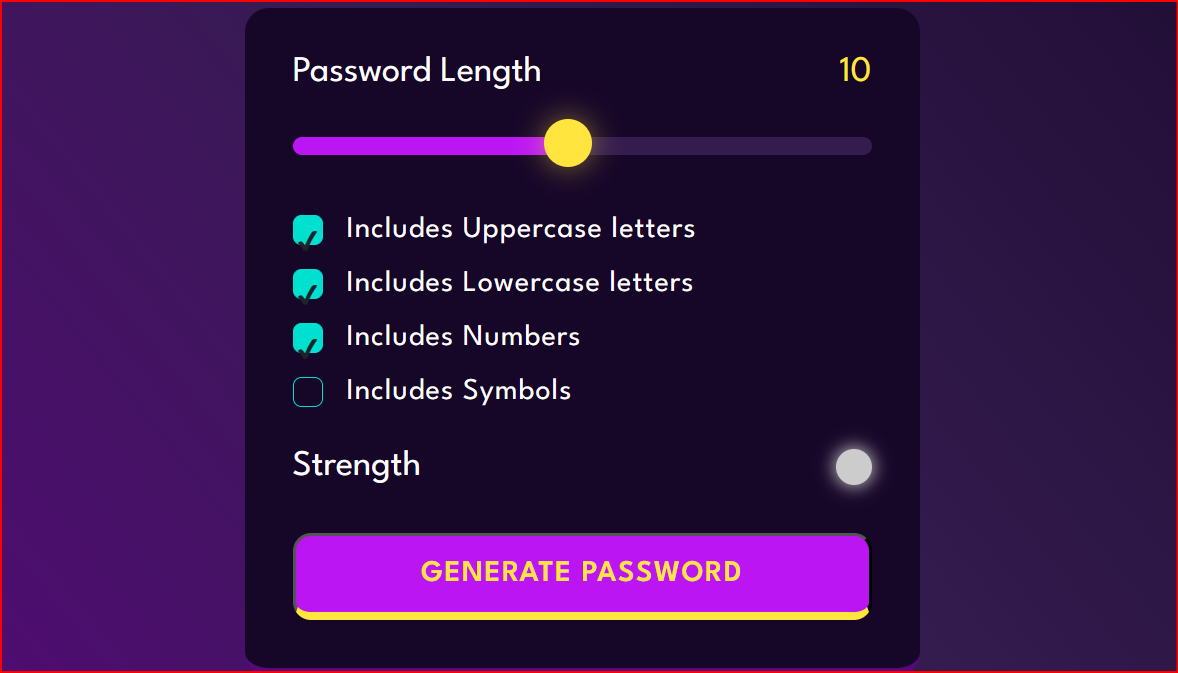 Password Length
10
Includes Uppercase letters
Includes Lowercase letters
Includes Numbers
Includes Symbols
Strength
GENERATE PASSWORD